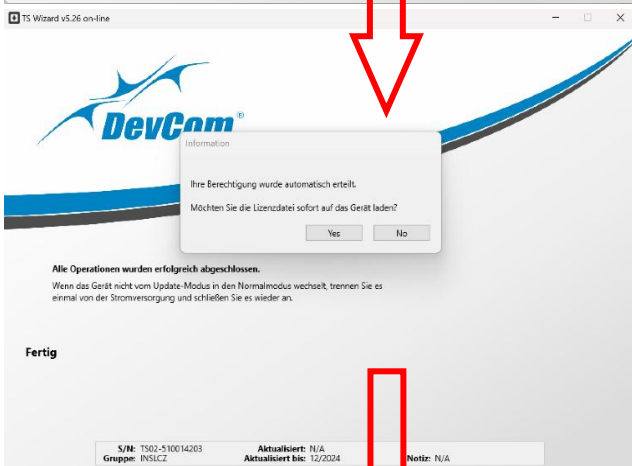 TS Wizard v5.26 on-line
DevCom®
Information
Ihre Berechtigung wurde automatisch erteilt.
Möchten Sie die Lizenzdatei sofort auf das Gerät laden?
Yes No
Alle Operationen wurden erfolgreich abgeschlossen.
Wenn das Gerät nicht vom Update-Modus in den Normalmodus wechselt, trennen Sie es
einmal von der Stromversorgung und schließen Sie es wieder an.
Fertig
S/N: TS02-510014203 Aktualisiert: N/A
Gruppe: INSLCZ Aktualisiert bis: 12/2024 Notiz: N/A